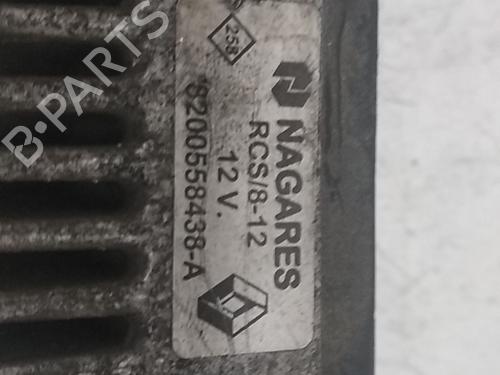 258
NAGARES
RCS/8-12
12 V.
8200558438-A
B-PARTS